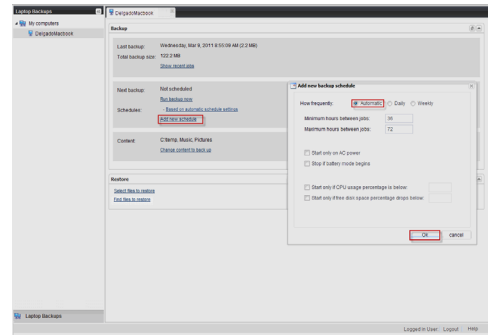 Laptop Backups
My computers
DelgadoMacbook
DelgadoMacbook
Backup
Last backup: Wednesday, Mar 9, 2011 8:55:09 AM (2.2 MB)
Total backup size: 122.2 MB
Show recent jobs
Next backup: Not scheduled
Run backup now
Schedules: - Based on automatic schedule settings
Add new schedule
Content: C:\temp, Music, Pictures
Change content to back up
Restore
Select files to restore
Find files to restore
Add new backup schedule
How frequently: Automatic Daily Weekly
Minimum hours between jobs: 36
Maximum hours between jobs: 72
Start only on AC power
Stop if battery mode begins
Start only if CPU usage percentage is below:
Start only if free disk space percentage drops below:
OK cancel
Laptop Backups
Logged in User: Logout Help